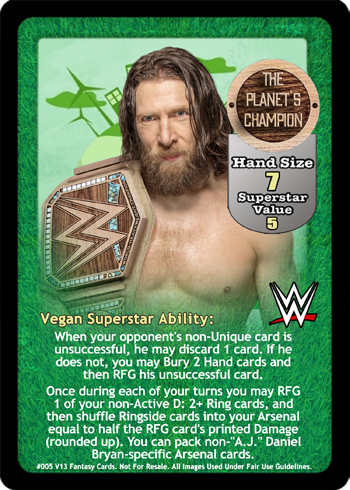 THE
PLANET'S
CHAMPION
Hand Size
7
Superstar
Value
5
W
W
Vegan Superstar Ability:
When your opponent's non-Unique card is
unsuccessful, he may discard 1 card. If he
does not, you may Bury 2 Hand cards and
then RFG his unsuccessful card.
Once during each of your turns you may RFG
1 of your non-Active D: 2+ Ring cards, and
then shuffle Ringside cards into your Arsenal
equal to half the RFG card's printed Damage
(rounded up). You can pack non-"A.J." Daniel
Bryan-specific Arsenal cards.
#005 V13 Fantasy Cards. Not For Resale. All Images Used Under Fair Use Guidelines.